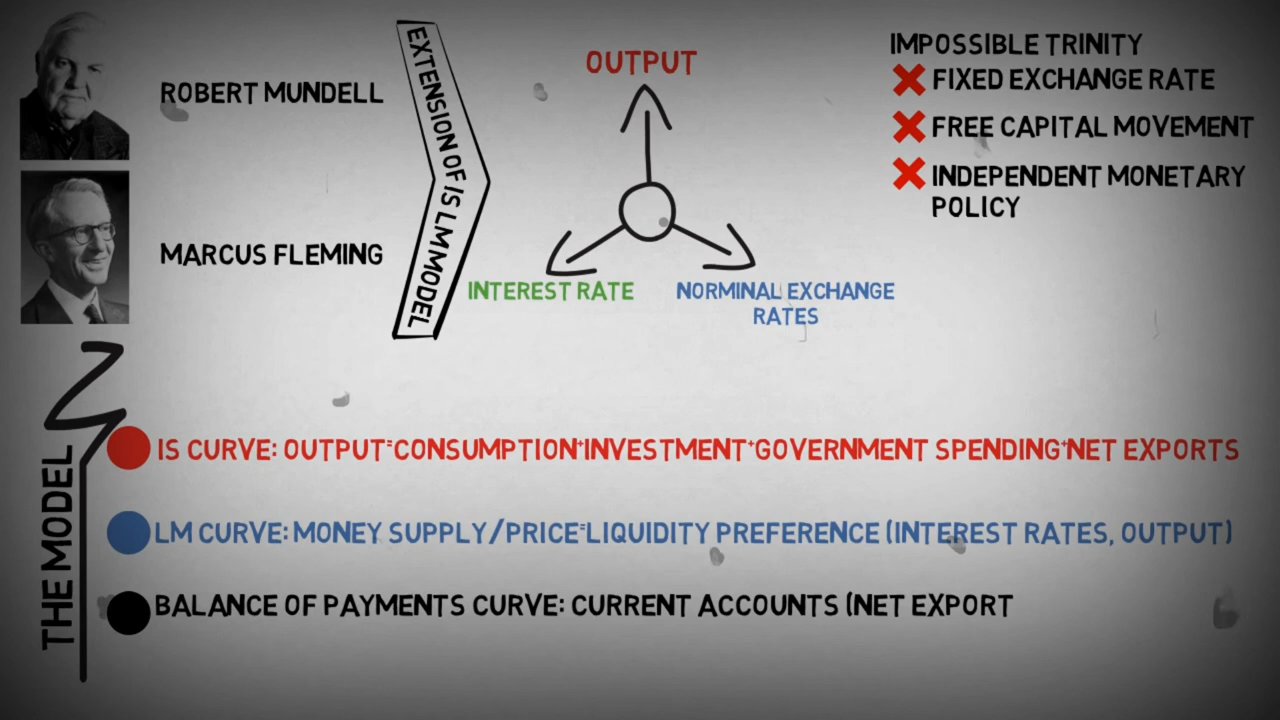 ROBERT MUNDELL
MARCUS FLEMING
EXTENSION OF IS LM MODEL
OUTPUT
INTEREST RATE
NORMINAL EXCHANGE
RATES
IMPOSSIBLE TRINITY
FIXED EXCHANGE RATE
FREE CAPITAL MOVEMENT
INDEPENDENT MONETARY
POLICY
THE MODEL
IS CURVE: OUTPUT=CONSUMPTION+INVESTMENT+GOVERNMENT SPENDING+NET EXPORTS
LM CURVE: MONEY SUPPLY/PRICE=LIQUIDITY PREFERENCE (INTEREST RATES, OUTPUT)
BALANCE OF PAYMENTS CURVE: CURRENT ACCOUNTS (NET EXPORT